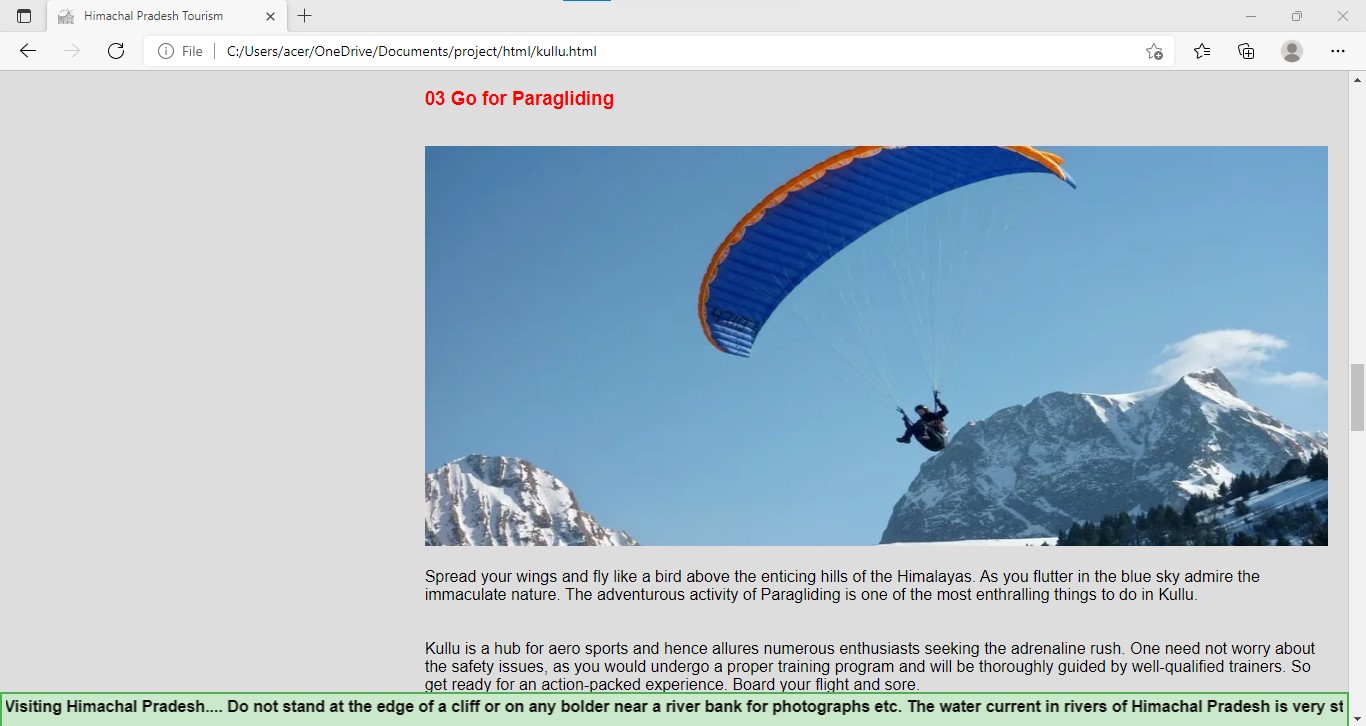 Himachal Pradesh Tourism
File
C:/Users/acer/OneDrive/Documents/project/html/kullu.html
03 Go for Paragliding
Spread your wings and fly like a bird above the enticing hills of the Himalayas. As you flutter in the blue sky admire the
immaculate nature. The adventurous activity of Paragliding is one of the most enthralling things to do in Kullu.
Kullu is a hub for aero sports and hence allures numerous enthusiasts seeking the adrenaline rush. One need not worry about
the safety issues, as you would undergo a proper training program and will be thoroughly guided by well-qualified trainers. So
get ready for an action-packed experience. Board your flight and sore.
Visiting Himachal Pradesh.... Do not stand at the edge of a cliff or on any bolder near a river bank for photographs etc. The water current in rivers of Himachal Pradesh is very st